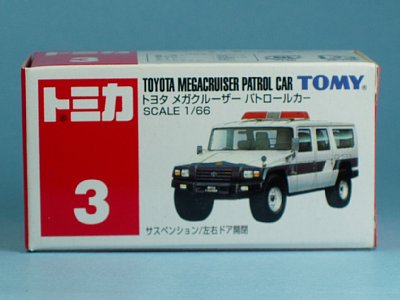 トミカ®
3
TOYOTA MEGACRUISER PATROL CAR TOMY®
トヨタ メガクルーザー パトロールカー
SCALE 1/66
サスペンション/左右ドア開閉